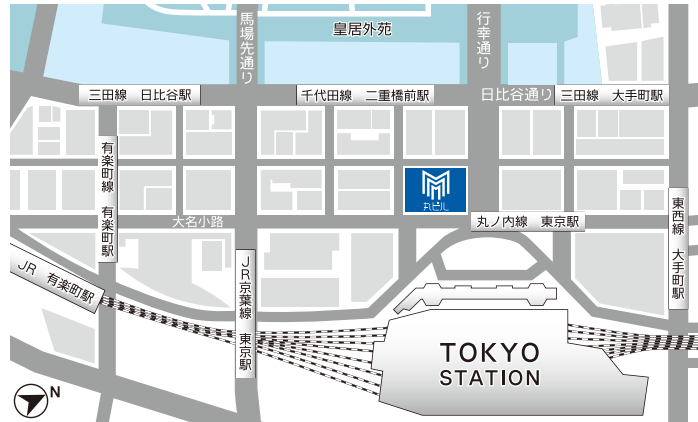 皇居外苑
馬場先通り
行幸通り
三田線 日比谷駅
千代田線 二重橋前駅
日比谷通り
三田線 大手町駅
有楽町線 有楽町駅
丸ビル
大名小路
丸ノ内線 東京駅
東西線 大手町駅
JR 有楽町駅
JR京葉線 東京駅
TOKYO
STATION
N